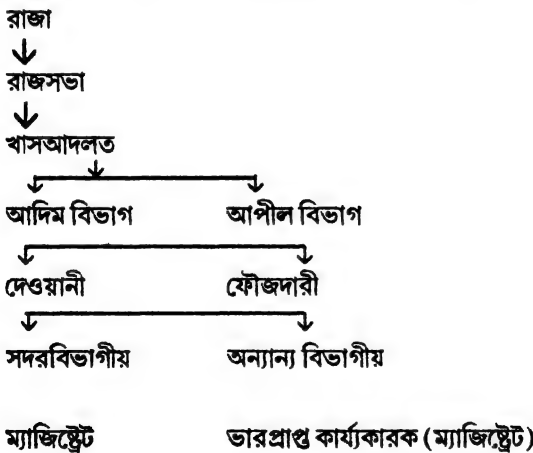 রাজা
রাজসভা
খাসআদলত
আদিম বিভাগ আপীল বিভাগ
দেওয়ানী ফৌজদারী
সদরবিভাগীয় অন্যান্য বিভাগীয়
ম্যাজিষ্ট্রেট ভারপ্রাপ্ত কার্য্যকারক (ম্যাজিষ্ট্রেট)